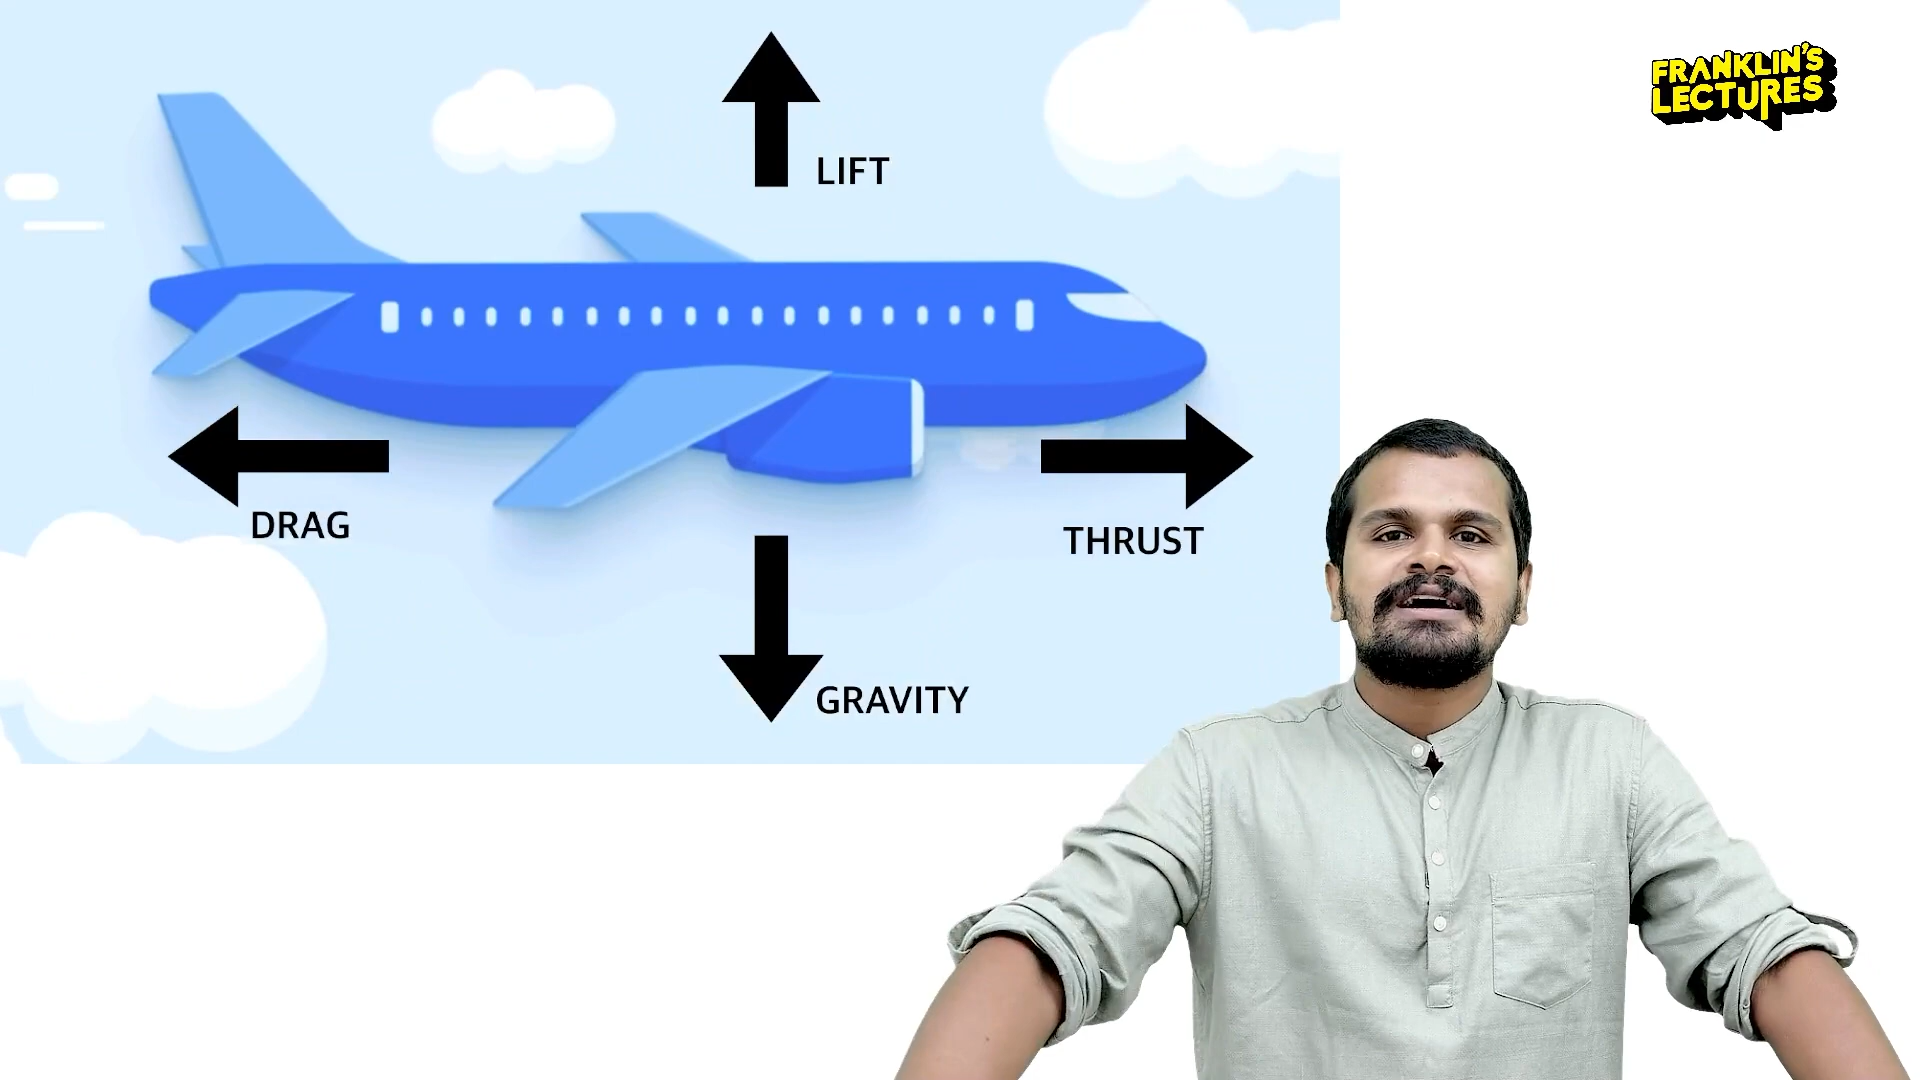 FRANKLIN'S
LECTURES
LIFT
DRAG
THRUST
GRAVITY